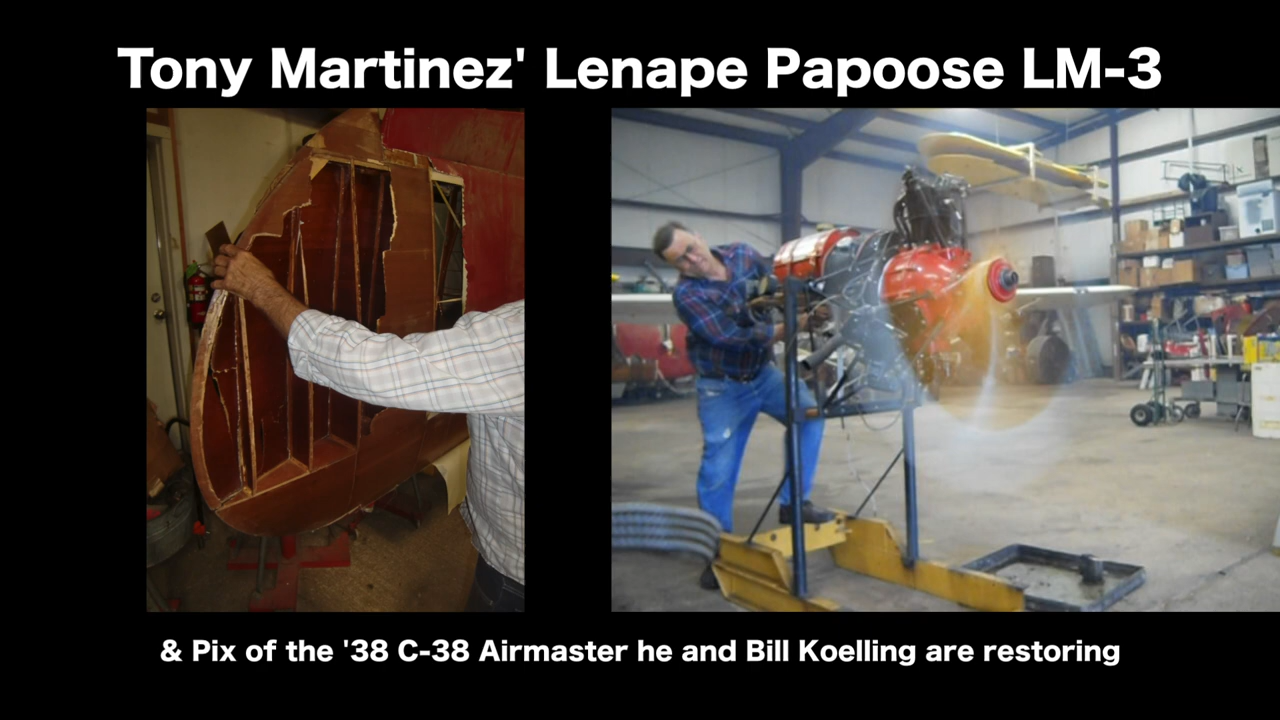 Tony Martinez' Lenape Papoose LM-3
& Pix of the '38 C-38 Airmaster he and Bill Koelling are restoring